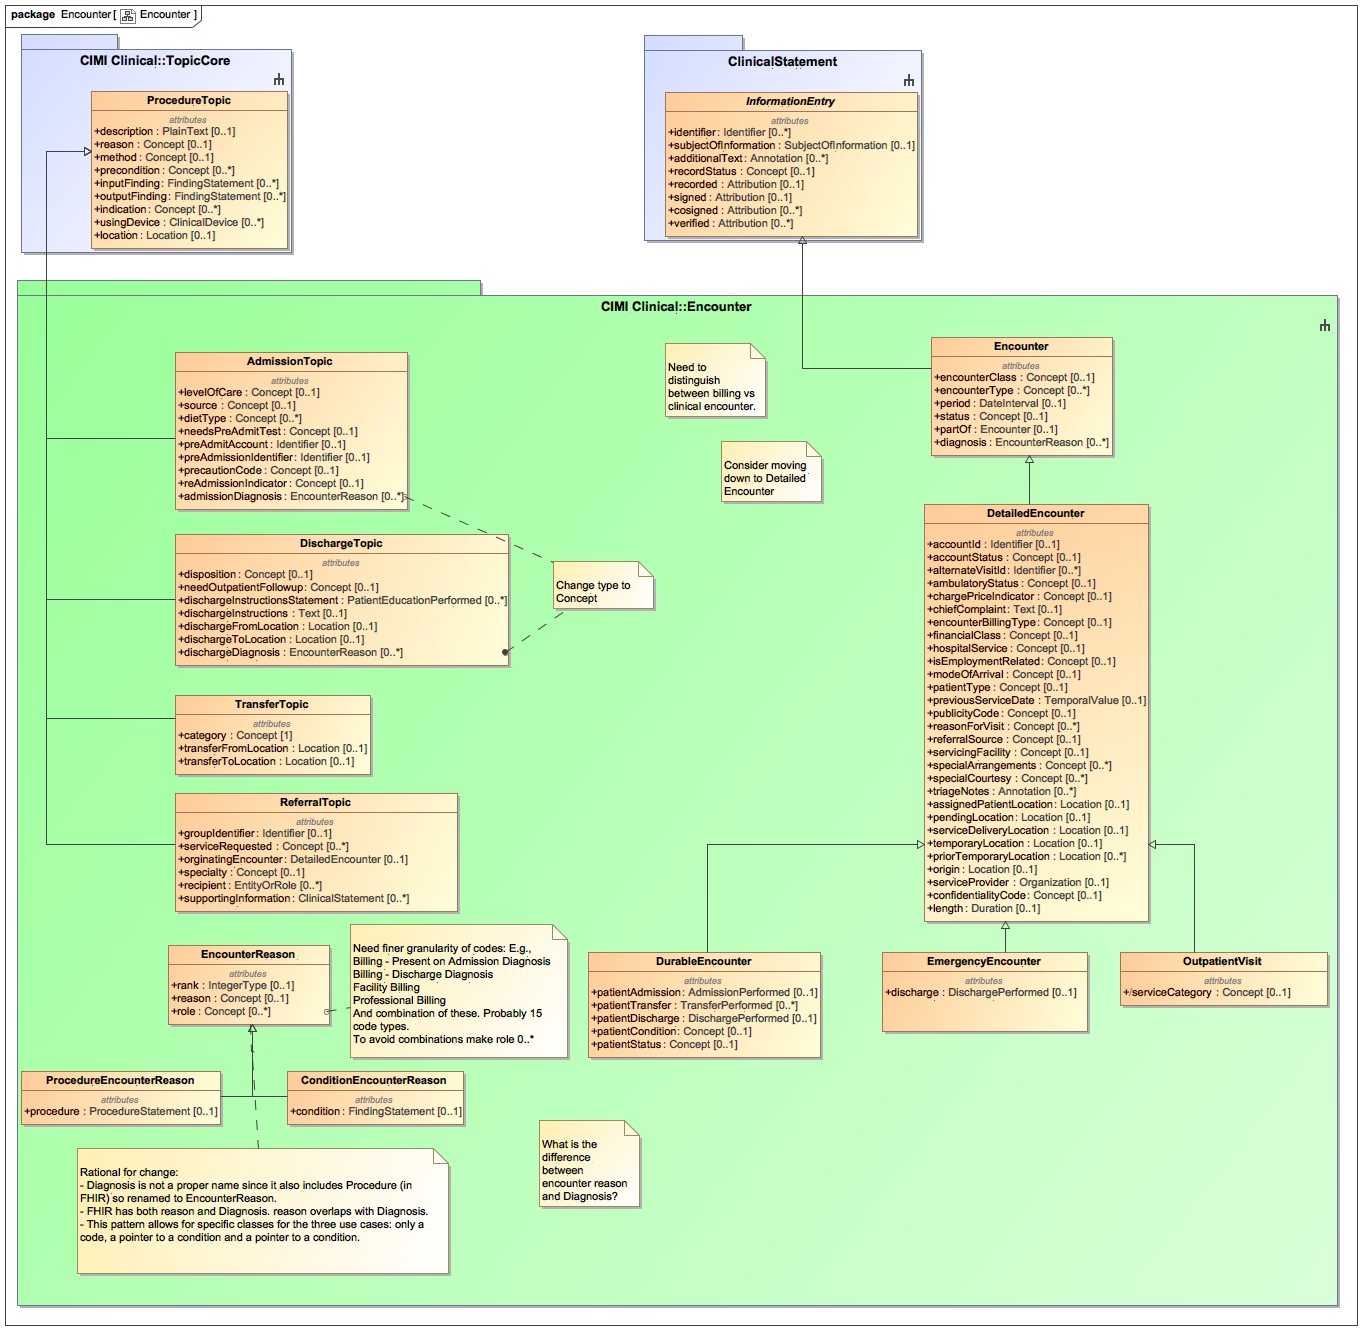 package Encounter[ Encounter ]
CIMI Clinical::TopicCore
ProcedureTopic
attributes
+description : PlainText [0..1]
+reason : Concept [0..1]
+method : Concept [0..1]
+precondition : Concept [0..*]
+inputFinding : FindingStatement [0..*]
+outputFinding : FindingStatement [0..*]
+indication : Concept [0..*]
+usingDevice : ClinicalDevice [0..*]
+location : Location [0..1]
ClinicalStatement
InformationEntry
attributes
+identifier : Identifier [0..*]
+subjectOfInformation : SubjectOfInformation [0..1]
+additionalText : Annotation [0..*]
+recordStatus : Concept [0..1]
+recorded : Attribution [0..1]
+signed : Attribution [0..1]
+cosigned : Attribution [0..*]
+verified : Attribution [0..*]
CIMI Clinical::Encounter
AdmissionTopic
attributes
+levelOfCare : Concept [0..1]
+source : Concept [0..1]
+dietType : Concept [0..*]
+needsPreAdmitTest : Concept [0..1]
+preAdmitAccount : Identifier [0..1]
+preAdmissionIdentifier : Identifier [0..1]
+precautionCode : Concept [0..1]
+reAdmissionIndicator : Concept [0..1]
+admissionDiagnosis : EncounterReason [0..*]
Need to
distinguish
between billing vs
clinical encounter.
Consider moving
down to Detailed
Encounter
Encounter
attributes
+encounterClass : Concept [0..1]
+encounterType : Concept [0..*]
+period : DateInterval [0..1]
+status : Concept [0..1]
+partOf : Encounter [0..1]
+diagnosis : EncounterReason [0..*]
DischargeTopic
attributes
+disposition : Concept [0..1]
+needOutpatientFollowup : Concept [0..1]
+dischargeInstructionsStatement : PatientEducationPerformed [0..*]
+dischargeInstructions : Text [0..1]
+dischargeFromLocation : Location [0..1]
+dischargeToLocation : Location [0..1]
+dischargeDiagnosis : EncounterReason [0..*]
Change type to
Concept
DetailedEncounter
attributes
+accountId : Identifier [0..1]
+accountStatus : Concept [0..1]
+alternateVisitId : Identifier [0..*]
+ambulatoryStatus : Concept [0..1]
+chargePriceIndicator : Concept [0..1]
+chiefComplaint : Text [0..1]
+encounterBillingType : Concept [0..1]
+financialClass : Concept [0..1]
+hospitalService : Concept [0..1]
+isEmploymentRelated : Concept [0..1]
+modeOfArrival : Concept [0..1]
+patientType : Concept [0..1]
+previousServiceDate : TemporalValue [0..1]
+publicityCode : Concept [0..1]
+reasonForVisit : Concept [0..*]
+referralSource : Concept [0..1]
+servicingFacility : Concept [0..1]
+specialArrangements : Concept [0..*]
+specialCourtesy : Concept [0..*]
+triageNotes : Annotation [0..*]
+assignedPatientLocation : Location [0..1]
+pendingLocation : Location [0..1]
+serviceDeliveryLocation : Location [0..1]
+temporaryLocation : Location [0..1]
+priorTemporaryLocation : Location [0..*]
+origin : Location [0..1]
+serviceProvider : Organization [0..1]
+confidentialityCode : Concept [0..1]
+length : Duration [0..1]
TransferTopic
attributes
+category : Concept [1]
+transferFromLocation : Location [0..1]
+transferToLocation : Location [0..1]
ReferralTopic
attributes
+groupIdentifier : Identifier [0..1]
+serviceRequested : Concept [0..*]
+orginatingEncounter : DetailedEncounter [0..1]
+specialty : Concept [0..1]
+recipient : EntityOrRole [0..*]
+supportingInformation : ClinicalStatement [0..*]
EncounterReason
attributes
+rank : IntegerType [0..1]
+reason : Concept [0..1]
+role : Concept [0..*]
Need finer granularity of codes: E.g.,
Billing - Present on Admission Diagnosis
Billing - Discharge Diagnosis
Facility Billing
Professional Billing
And combination of these. Probably 15
code types.
To avoid combinations make role 0..*
DurableEncounter
attributes
+patientAdmission : AdmissionPerformed [0..1]
+patientTransfer : TransferPerformed [0..*]
+patientDischarge : DischargePerformed [0..1]
+patientCondition : Concept [0..1]
+patientStatus : Concept [0..1]
EmergencyEncounter
attributes
+discharge : DischargePerformed [0..1]
OutpatientVisit
attributes
+/serviceCategory : Concept [0..1]
ProcedureEncounterReason
attributes
+procedure : ProcedureStatement [0..1]
ConditionEncounterReason
attributes
+condition : FindingStatement [0..1]
What is the
difference
between
encounter reason
and Diagnosis?
Rational for change:
- Diagnosis is not a proper name since it also includes Procedure (in
FHIR) so renamed to EncounterReason.
- FHIR has both reason and Diagnosis. reason overlaps with Diagnosis.
- This pattern allows for specific classes for the three use cases: only a
code, a pointer to a condition and a pointer to a condition.